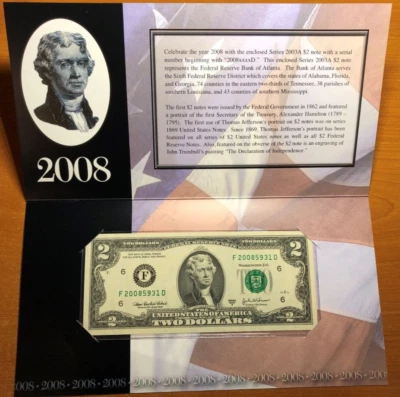 Celebrate the year 2008 with the enclosed Series 2003A $2 note with a serial
number beginning with "2008xxxxD." This enclosed Series 2003A $2 note
represents the Federal Reserve Bank of Atlanta. The Bank of Atlanta serves
the Sixth Federal Reserve District which covers the states of Alabama, Florida,
and Georgia, 74 counties in the eastern two-thirds of Tennessee, 38 parishes of
southern Louisiana, and 43 counties of southern Mississippi.
The first $2 notes were issued by the Federal Government in 1862 and featured
a portrait of the first Secretary of the Treasury, Alexander Hamilton (1789 -
1795). The first use of Thomas Jefferson's portrait on $2 notes was on series
1869 United States Notes. Since 1869, Thomas Jefferson's portrait has been
featured on all series of $2 United States notes as well as all $2 Federal
Reserve Notes. Also, featured on the obverse of the $2 note is an engraving of
John Trumbull's painting "The Declaration of Independence."
2008
2
2
THE UNITED STATES OF AMERICA
F 20085931 D
WASHINGTON, D.C.
6
F
6
F 20085931 D
6
6
2
TWO DOLLARS
2
2008 2008 2008 2008 2008 2008 2008 2008 2008 2008